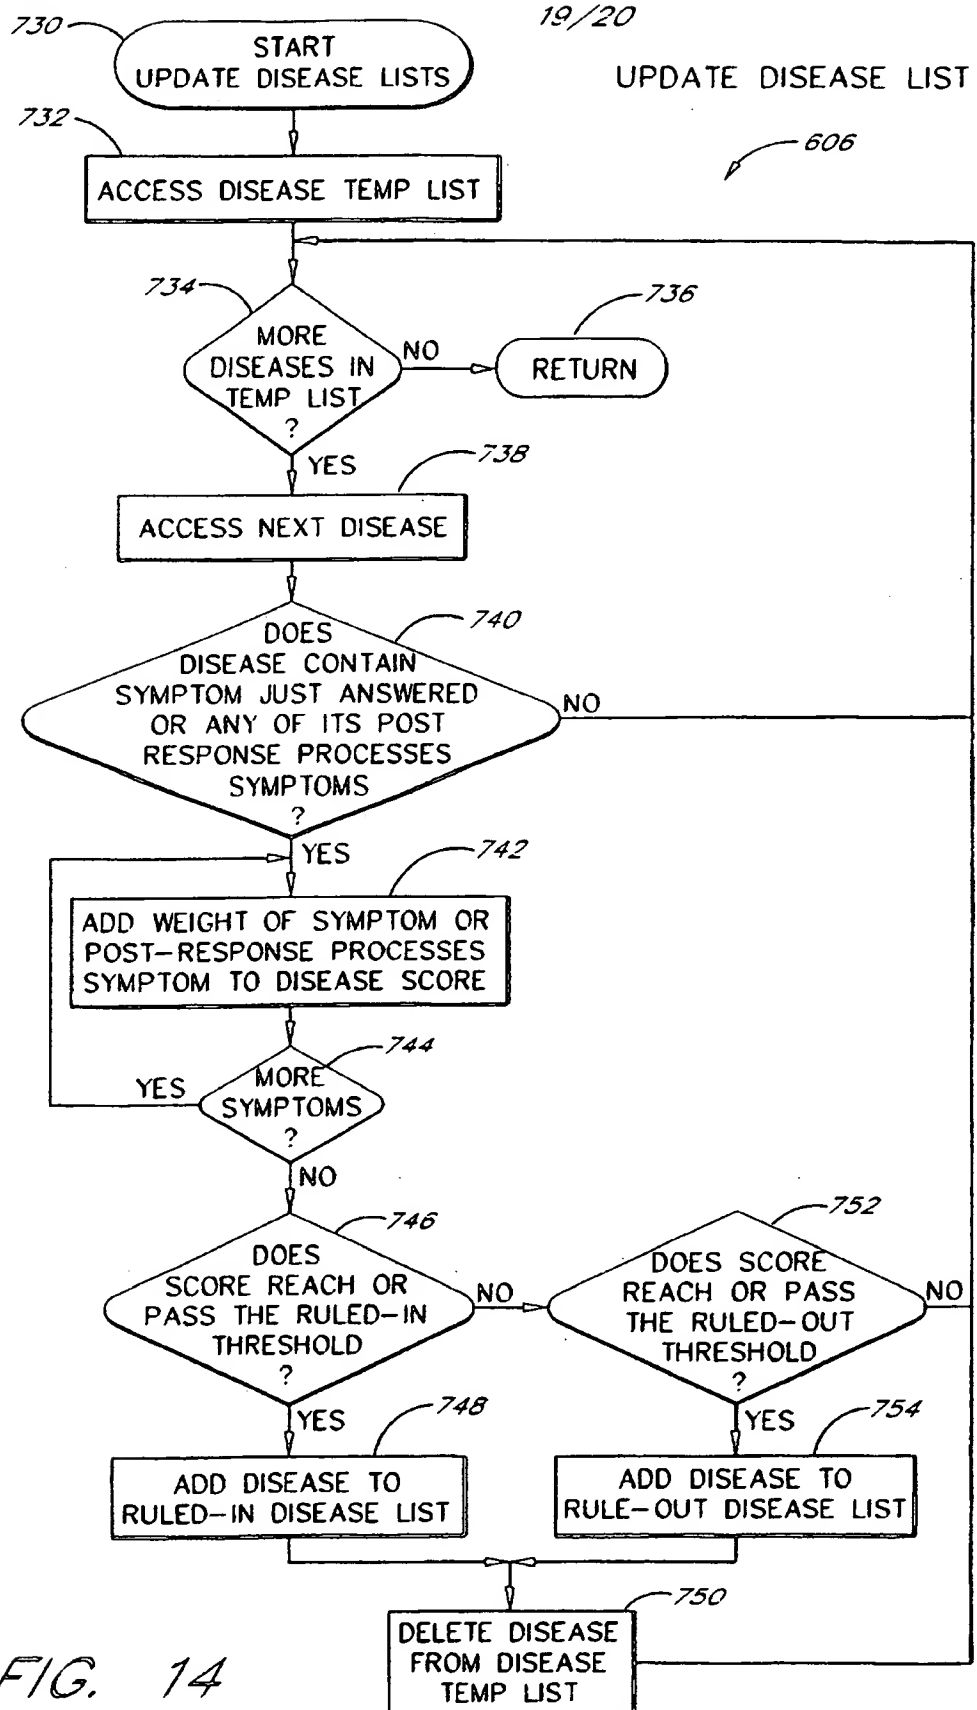 19/20
UPDATE DISEASE LIST
606
730
START
UPDATE DISEASE LISTS
732
ACCESS DISEASE TEMP LIST
734
MORE
DISEASES IN
TEMP LIST
?
NO
736
RETURN
YES
738
ACCESS NEXT DISEASE
740
DOES
DISEASE CONTAIN
SYMPTOM JUST ANSWERED
OR ANY OF ITS POST
RESPONSE PROCESSES
SYMPTOMS
?
NO
YES
742
ADD WEIGHT OF SYMPTOM OR
POST-RESPONSE PROCESSES
SYMPTOM TO DISEASE SCORE
744
MORE
SYMPTOMS
?
YES
NO
746
DOES
SCORE REACH OR
PASS THE RULED-IN
THRESHOLD
?
NO
752
DOES SCORE
REACH OR PASS
THE RULED-OUT
THRESHOLD
?
NO
YES
748
ADD DISEASE TO
RULED-IN DISEASE LIST
YES
754
ADD DISEASE TO
RULE-OUT DISEASE LIST
750
DELETE DISEASE
FROM DISEASE
TEMP LIST
FIG. 14